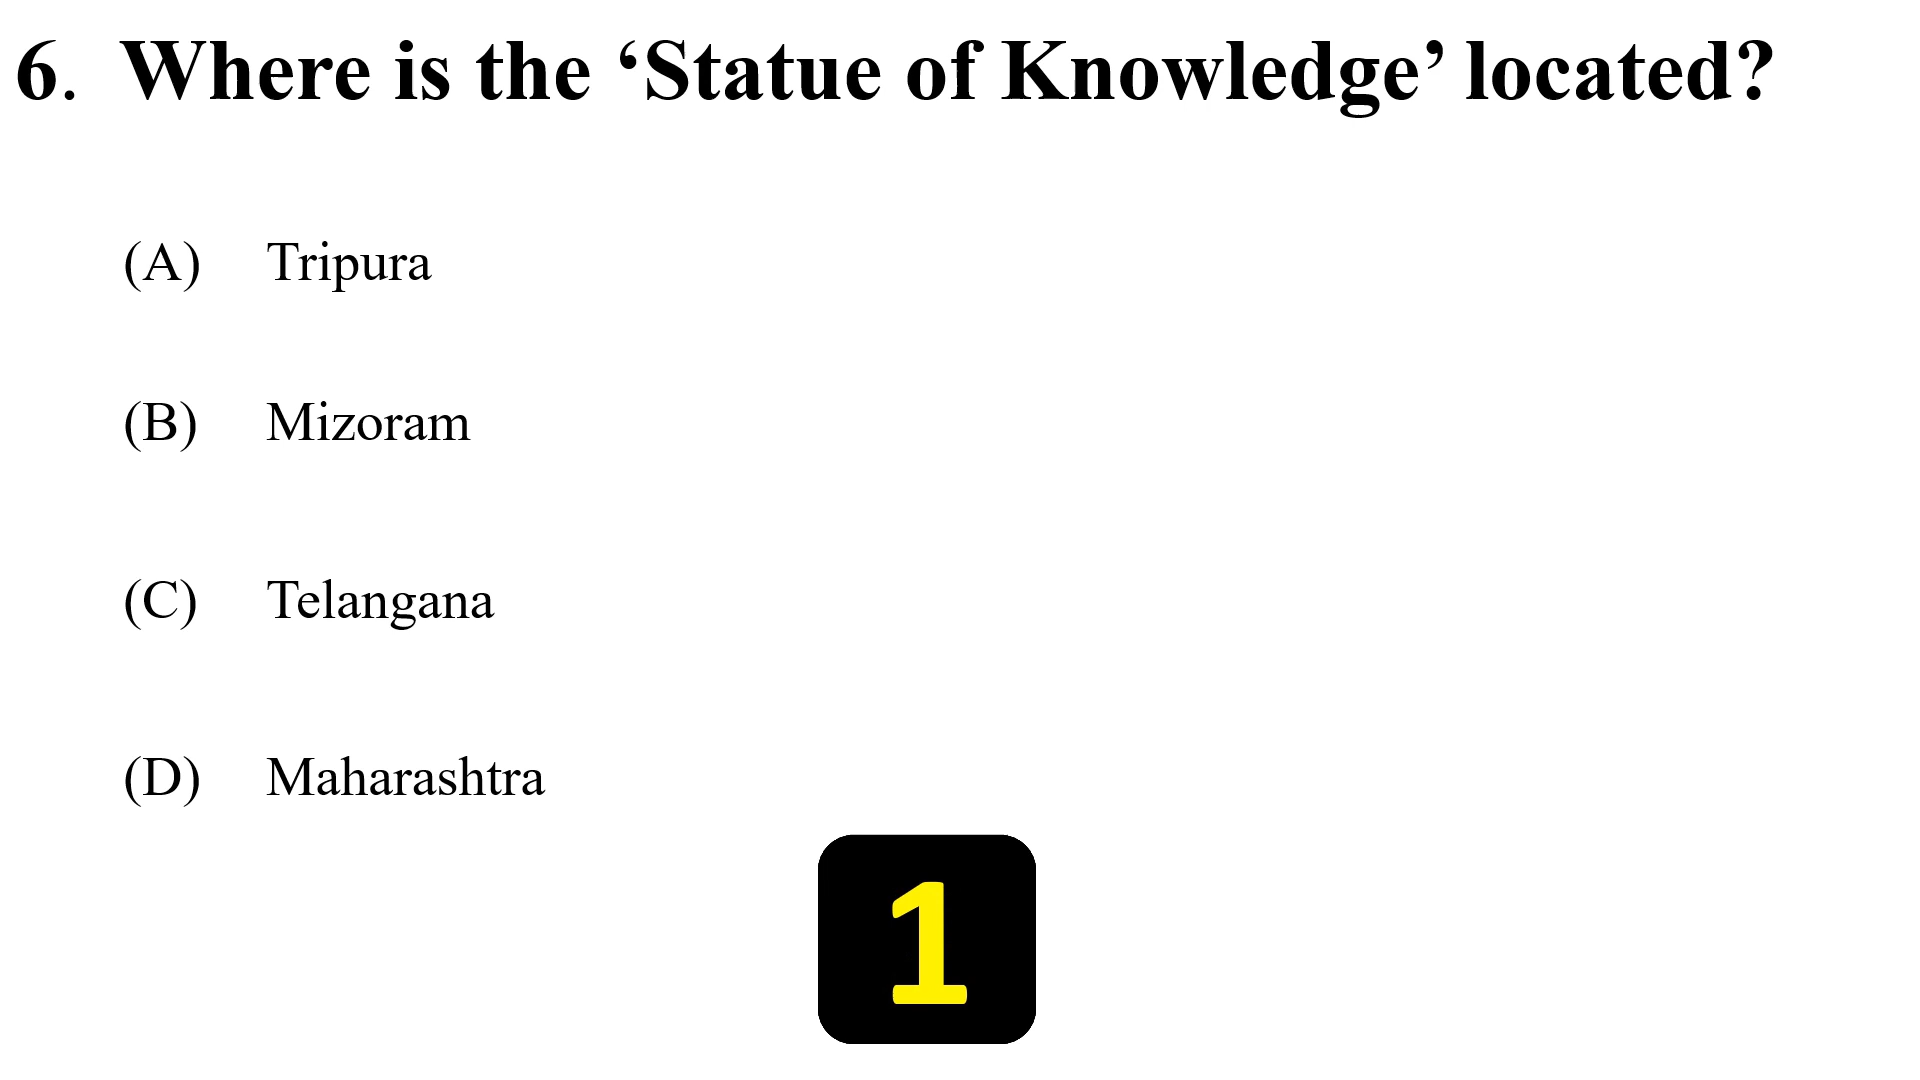 6. Where is the ‘Statue of Knowledge’ located?
(A) Tripura
(B) Mizoram
(C) Telangana
(D) Maharashtra
1